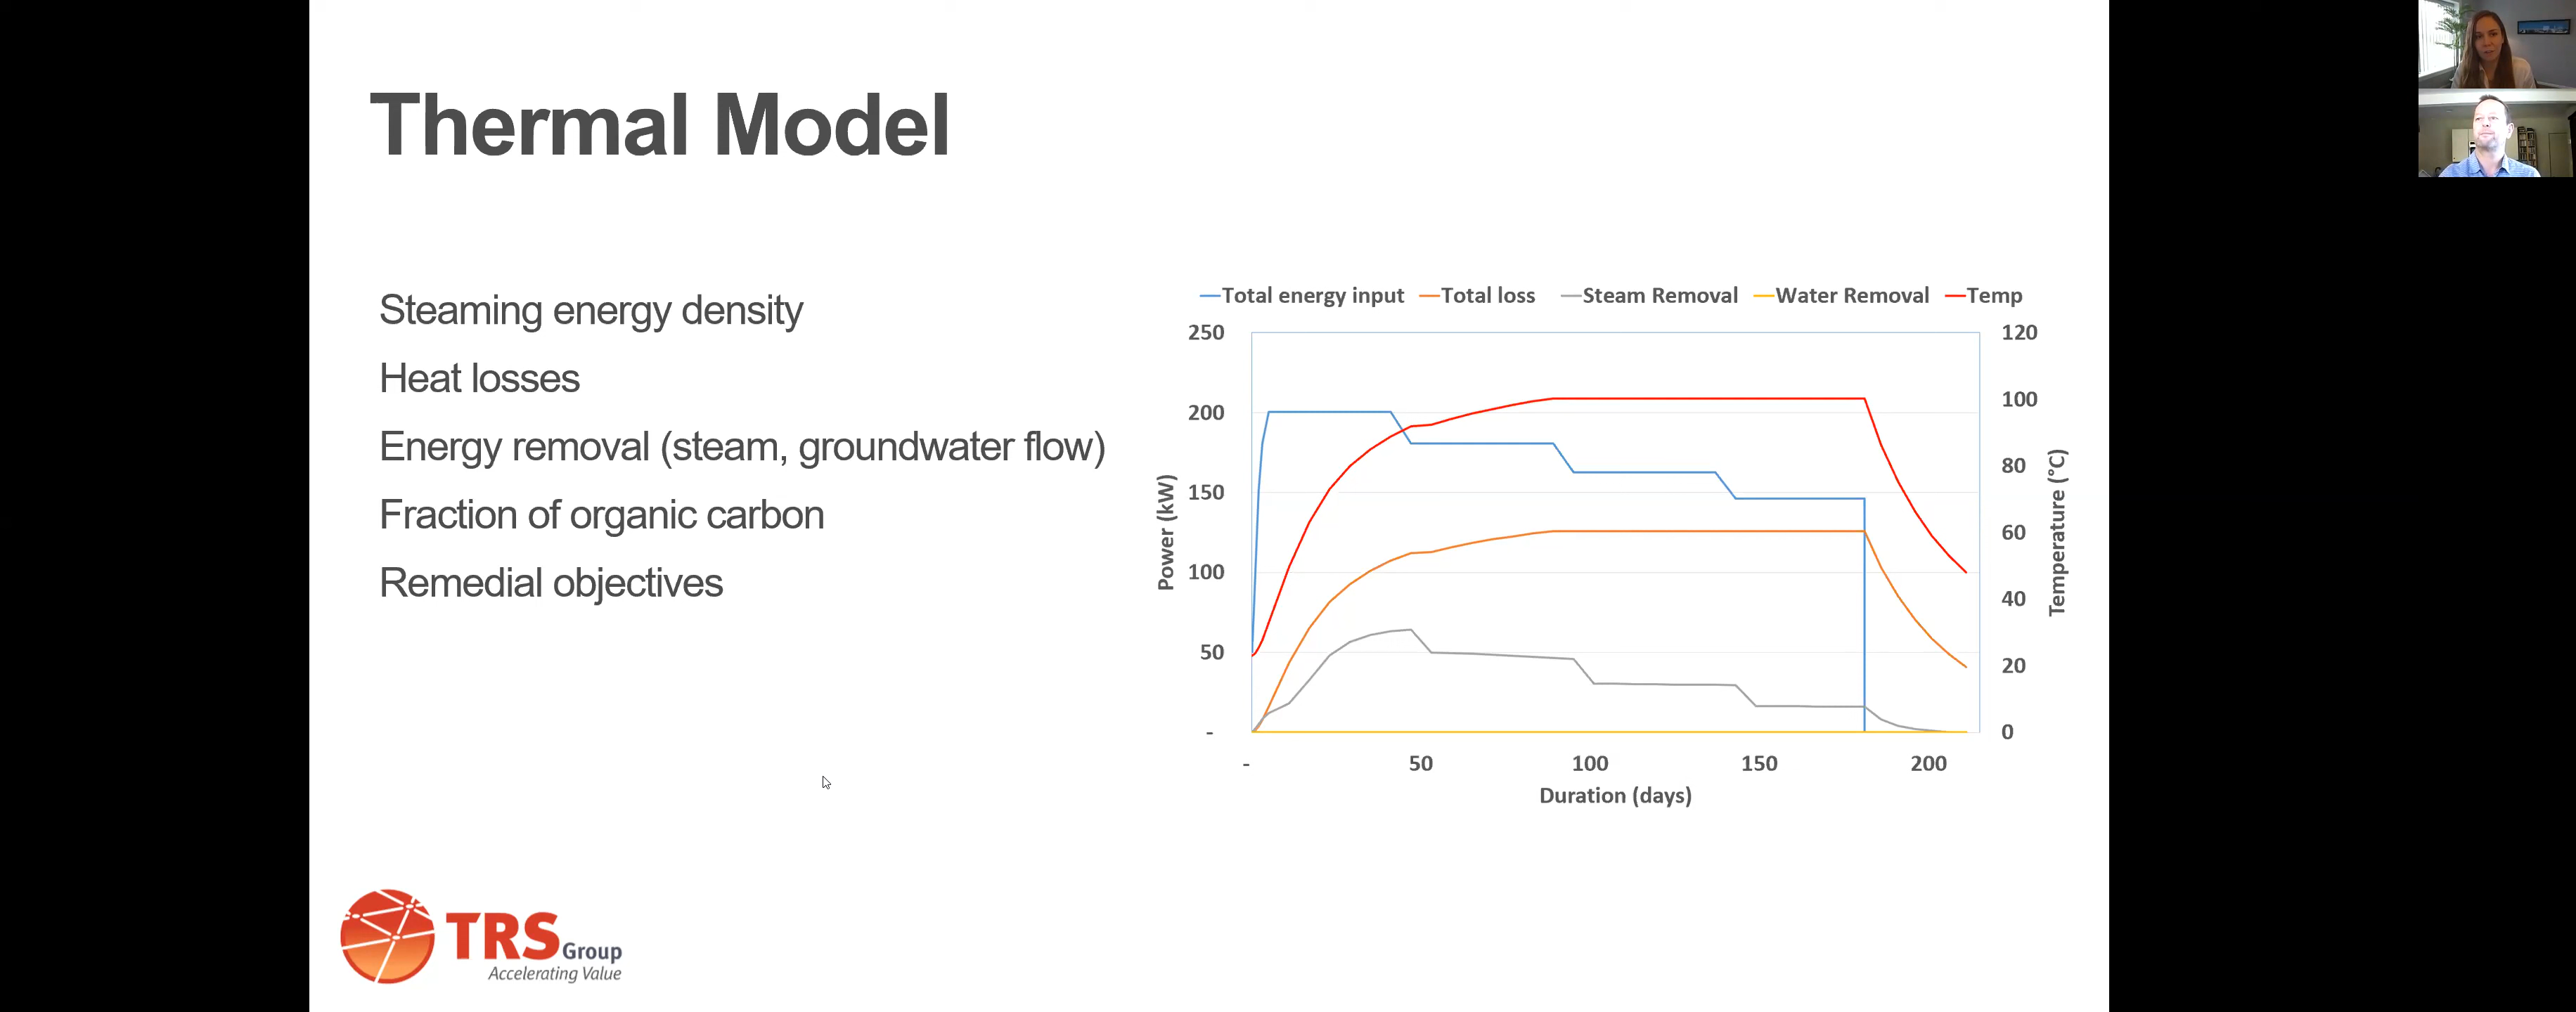 Thermal Model
Steaming energy density
Heat losses
Energy removal (steam, groundwater flow)
Fraction of organic carbon
Remedial objectives
Total energy input Total loss Steam Removal Water Removal Temp
250
200
150
100
50
-
Power (kW)
120
100
80
60
40
20
0
Temperature (°C)
- 50 100 150 200
Duration (days)
TRS Group
Accelerating Value